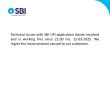 SBI
Technical issues with SBI UPI application stands resolved
and is working fine since 21:00 hrs. 12-03-2025. We
regret the inconvenience caused to our customers.